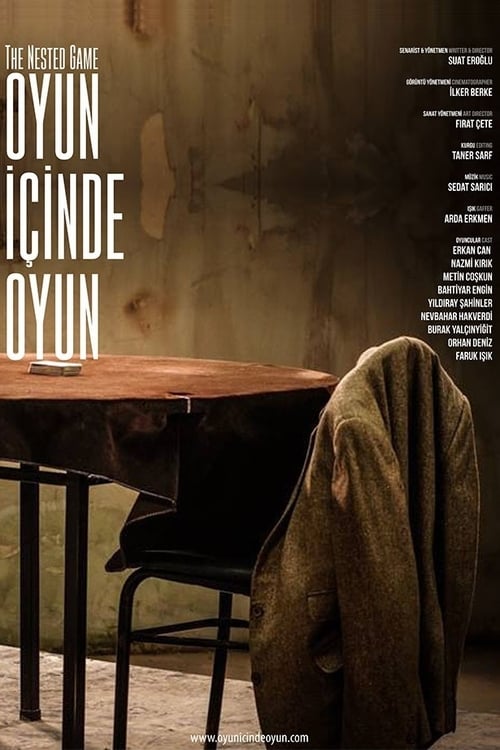 The Nested Game
OYUN
İÇİNDE
OYUN
SENARİST & YÖNETMEN WRITTER & DIRECTOR
SUAT EROĞLU
GÖRÜNTÜ YÖNETMENİ CINEMATOGRAPHER
İLKER BERKE
SANAT YÖNETMENİ ART DIRECTOR
FIRAT ÇETE
KURGU EDITING
TANER SARF
MÜZİK MUSIC
SEDAT SARICI
IŞIK GAFFER
ARDA ERKMEN
OYUNCULAR CAST
ERKAN CAN
NAZMİ KIRIK
METİN COŞKUN
BAHTİYAR ENGİN
YILDIRAY ŞAHİNLER
NEVBAHAR HAKVERDİ
BURAK YALÇINYİĞİT
ORHAN DENİZ
FARUK IŞIK
www.oyunicindeoyun.com